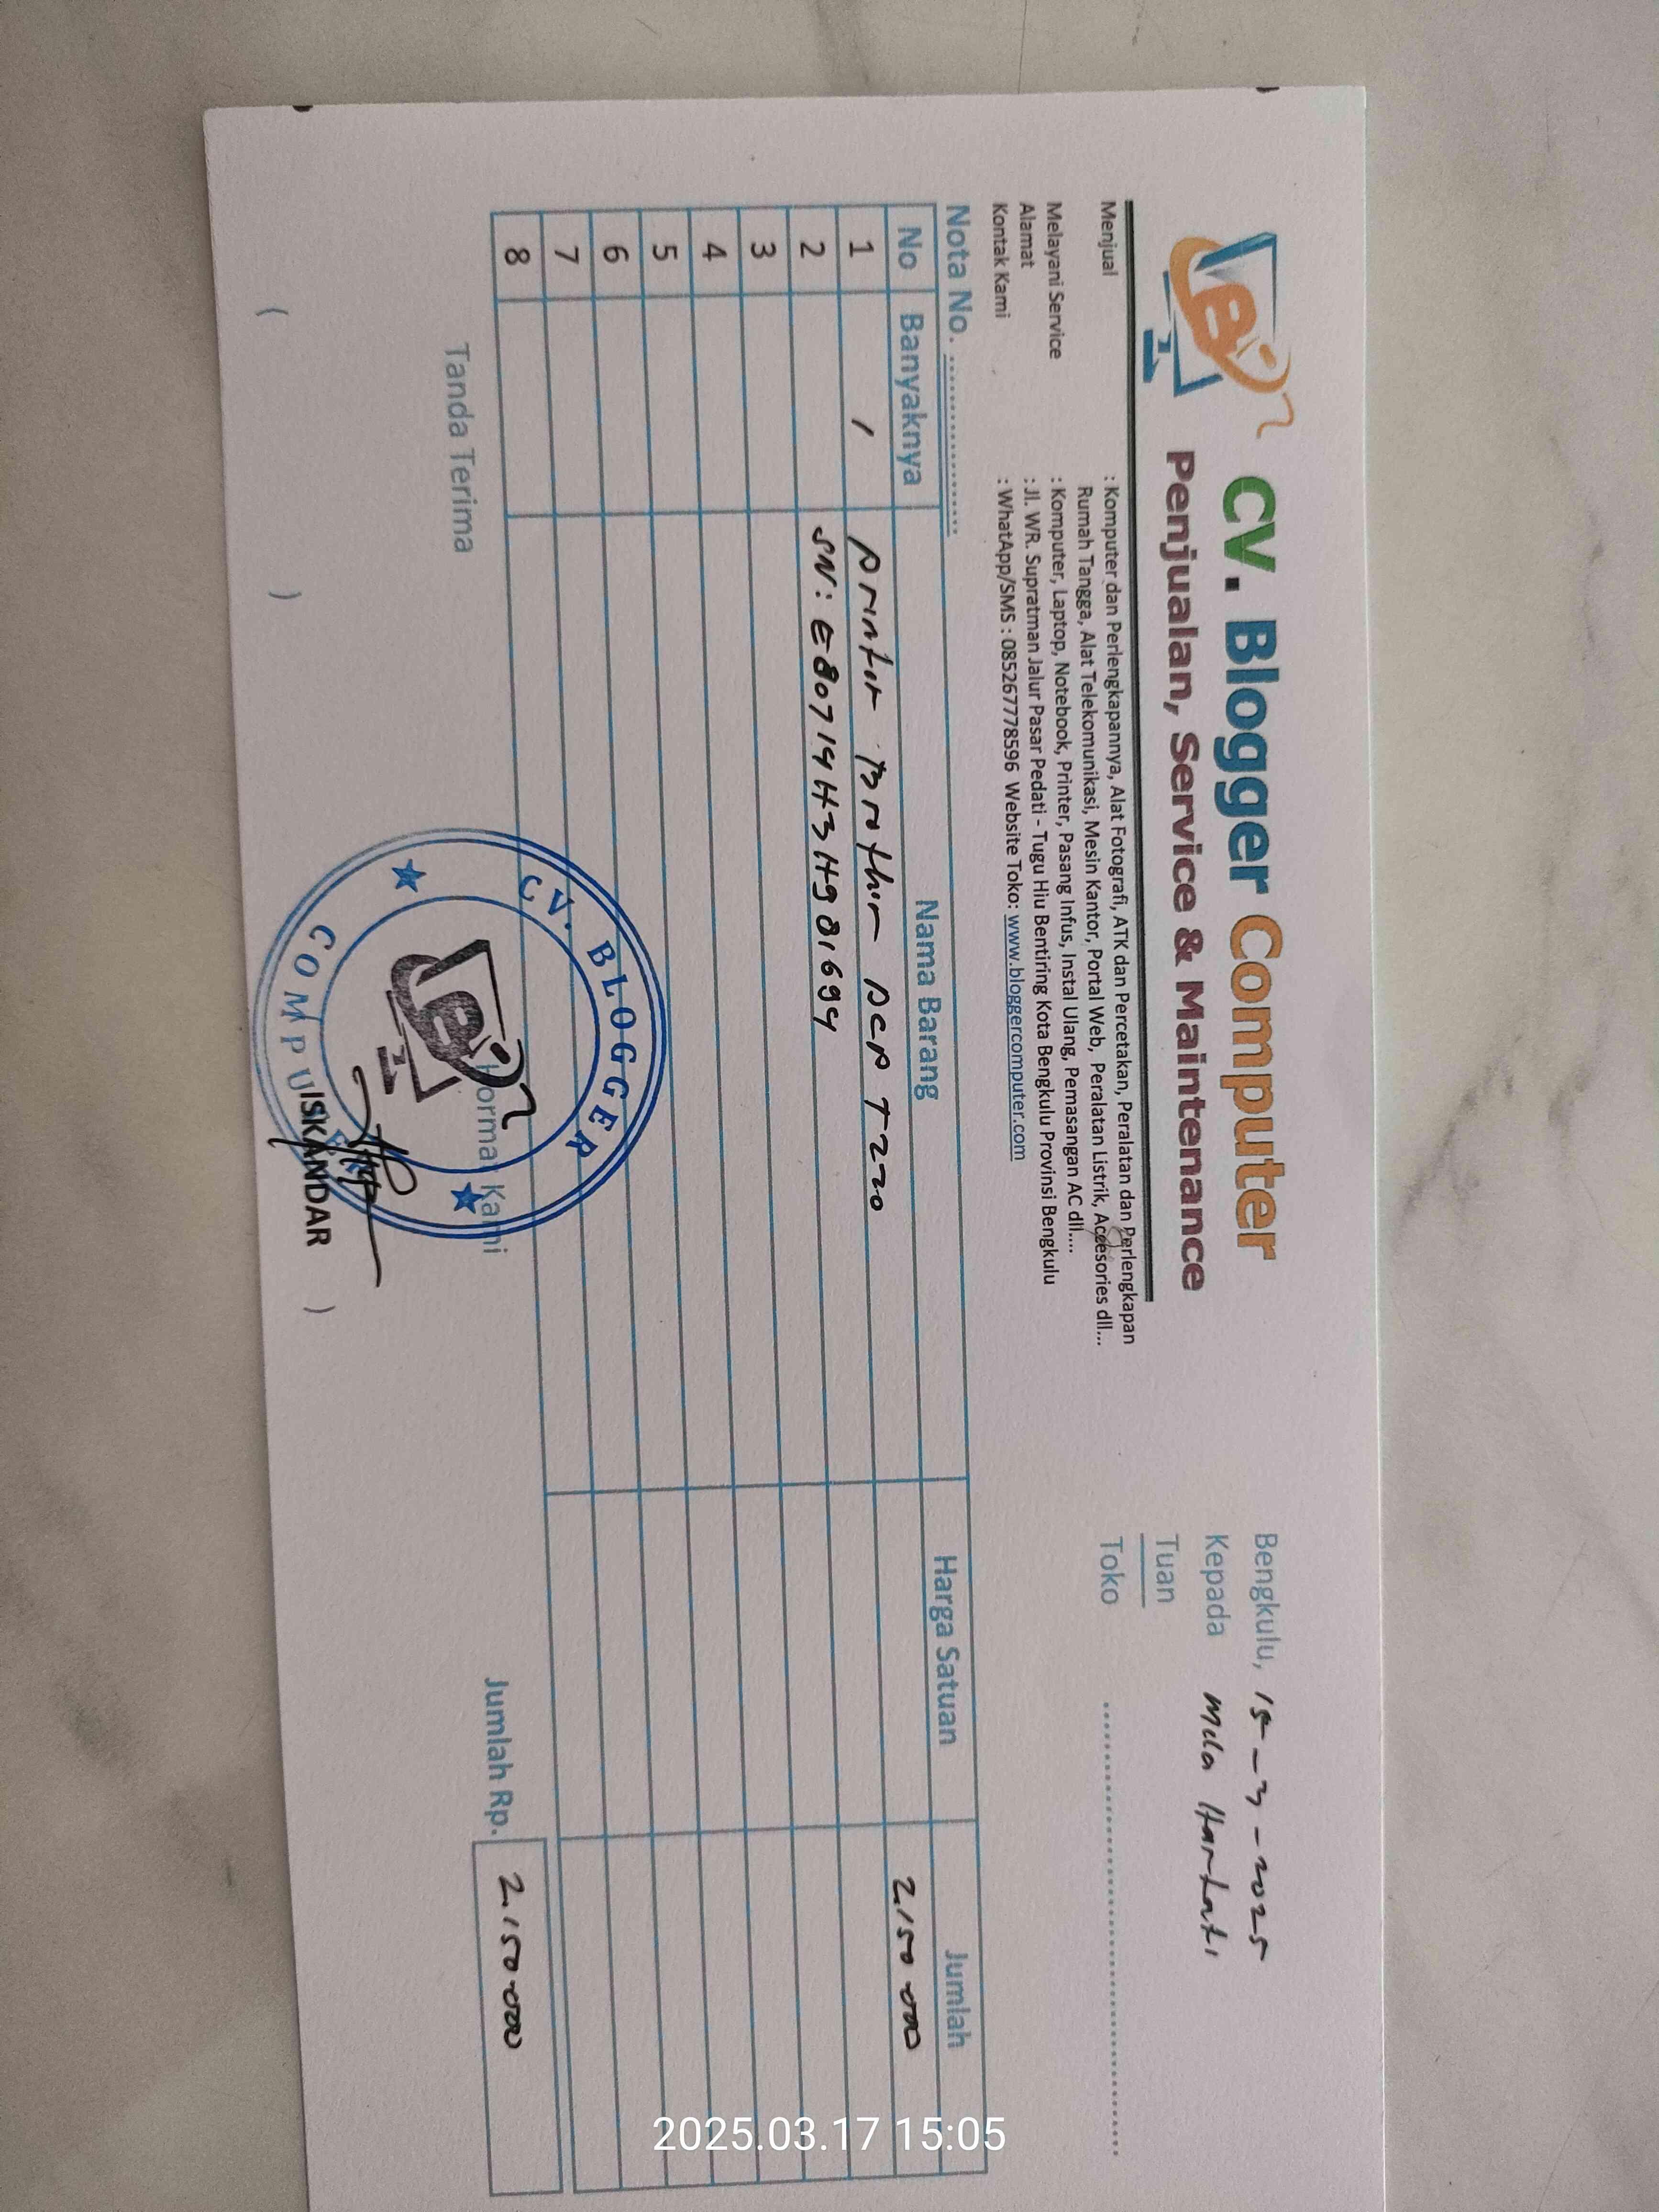 CV. Blogger Computer
Penjualan, Service & Maintenance
Bengkulu, 15-3-2025
Kepada Mila Hartati
Tuan
Toko ..........
Menjual : Komputer dan Perlengkapannya, Alat Fotografi, ATK dan Percetakan, Peralatan dan Perlengkapan
Rumah Tangga, Alat Telekomunikasi, Mesin Kantor, Portal Web, Peralatan Listrik, Accesories dll...
Melayani Service : Komputer, Laptop, Notebook, Printer, Pasang Infus, Instal Ulang, Pemasangan AC dll....
Alamat : Jl. WR. Supratman Jalur Pasar Pedati - Tugu Hiu Bentiring Kota Bengkulu Provinsi Bengkulu
Kontak Kami : WhatApp/SMS : 085267778596 Website Toko: www.bloggercomputer.com
Nota No. ..........
No Banyaknya Nama Barang Harga Satuan Jumlah
1 1 printer Brother DCP T220 2.150 000
2 SN: E80719H3H981694
3
4
5
6
7
8
Jumlah Rp. 2.150 000
Tanda Terima Hormat Kami
CV. BLOGGER
COMPUTER
( ) ISKANDAR )
2025.03.17 15:05